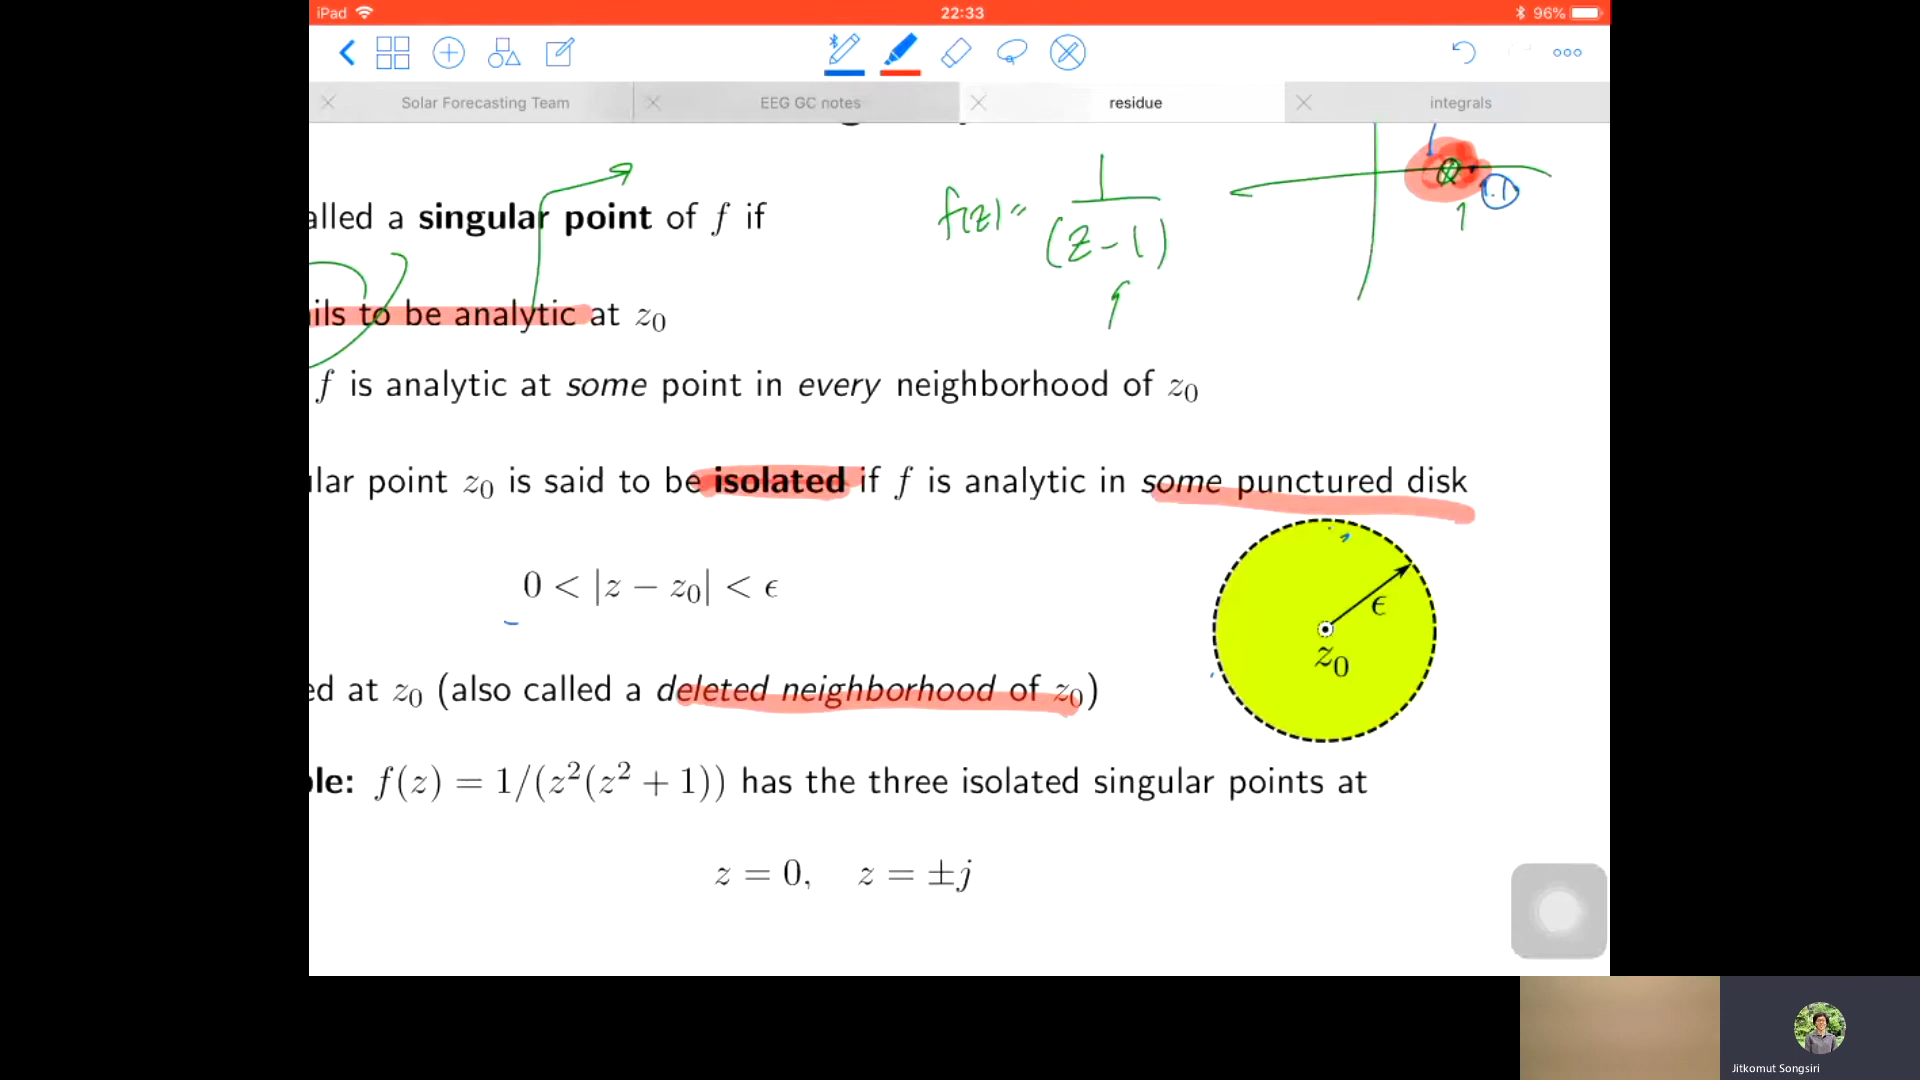 iPad 22:33 96%
Solar Forecasting Team EEG GC notes residue integrals
alled a singular point of f if
f(z) = 1/(z-1)
1.1
1
ils to be analytic at z₀
f is analytic at some point in every neighborhood of z₀
lar point z₀ is said to be isolated if f is analytic in some punctured disk
0 < |z − z₀| < ϵ
ϵ
z₀
ed at z₀ (also called a deleted neighborhood of z₀)
le: f(z) = 1/(z²(z² + 1)) has the three isolated singular points at
z = 0, z = ±j
Jitkomut Songsiri